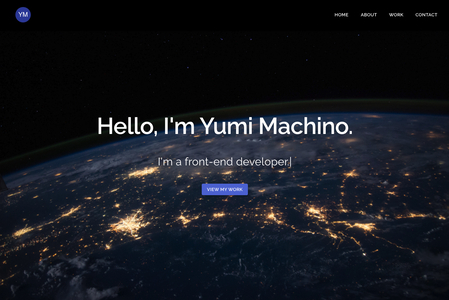 YM
HOME ABOUT WORK CONTACT
Hello, I'm Yumi Machino.
I'm a front-end developer.|
VIEW MY WORK